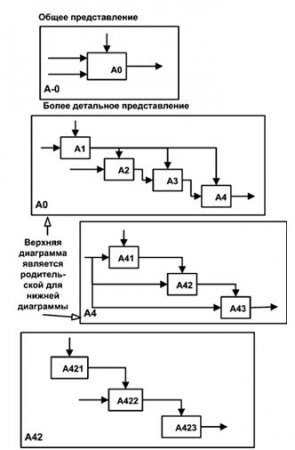 Общее представление
A0
A-0
Более детальное представление
A1
A2
A3
A4
A0
Верхняя
диаграмма
является
родитель-
ской для
нижней
диаграммы
A41
A42
A43
A4
A421
A422
A423
A42